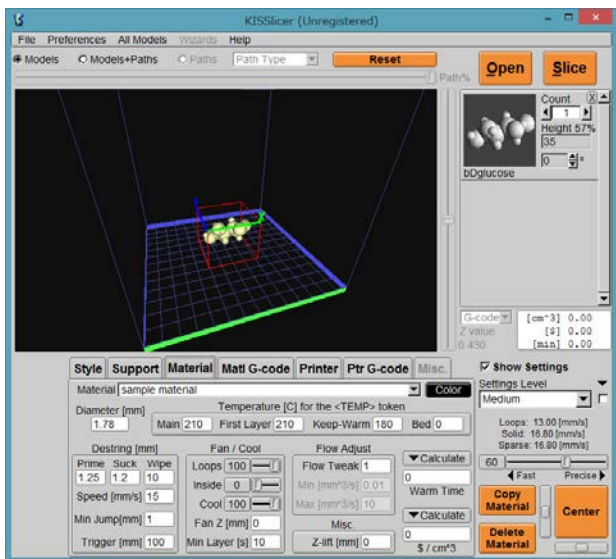 KISSlicer (Unregistered)
File Preferences All Models Wizards Help
Models Models+Paths Paths Path Type Reset
Path%
Open Slice
Count X
1
Height 57%
35
0 °
bDglucose
G-code
Z value
0.430
[cm^3] 0.00
[$] 0.00
[min] 0.00
Style Support Material Matl G-code Printer Ptr G-code Misc.
Show Settings
Material sample material Color
Settings Level
Medium
Diameter [mm]
1.78
Temperature [C] for the <TEMP> token
Main 210 First Layer 210 Keep-Warm 180 Bed 0
Loops: 13.00 [mm/s]
Solid: 16.80 [mm/s]
Sparse: 16.80 [mm/s]
Destring [mm]
Prime Suck Wipe
1.25 1.2 10
Speed [mm/s] 15
Min Jump[mm] 1
Trigger [mm] 100
Fan / Cool
Loops 100
Inside 0
Cool 100
Fan Z [mm] 0
Min Layer [s] 10
Flow Adjust
Flow Tweak 1
Min [mm^3/s] 0.01
Max [mm^3/s] 10
Misc.
Z-lift [mm] 0
Calculate
0
Warm Time
Calculate
0
$ / cm^3
60
Fast Precise
Copy Material
Delete Material
Center